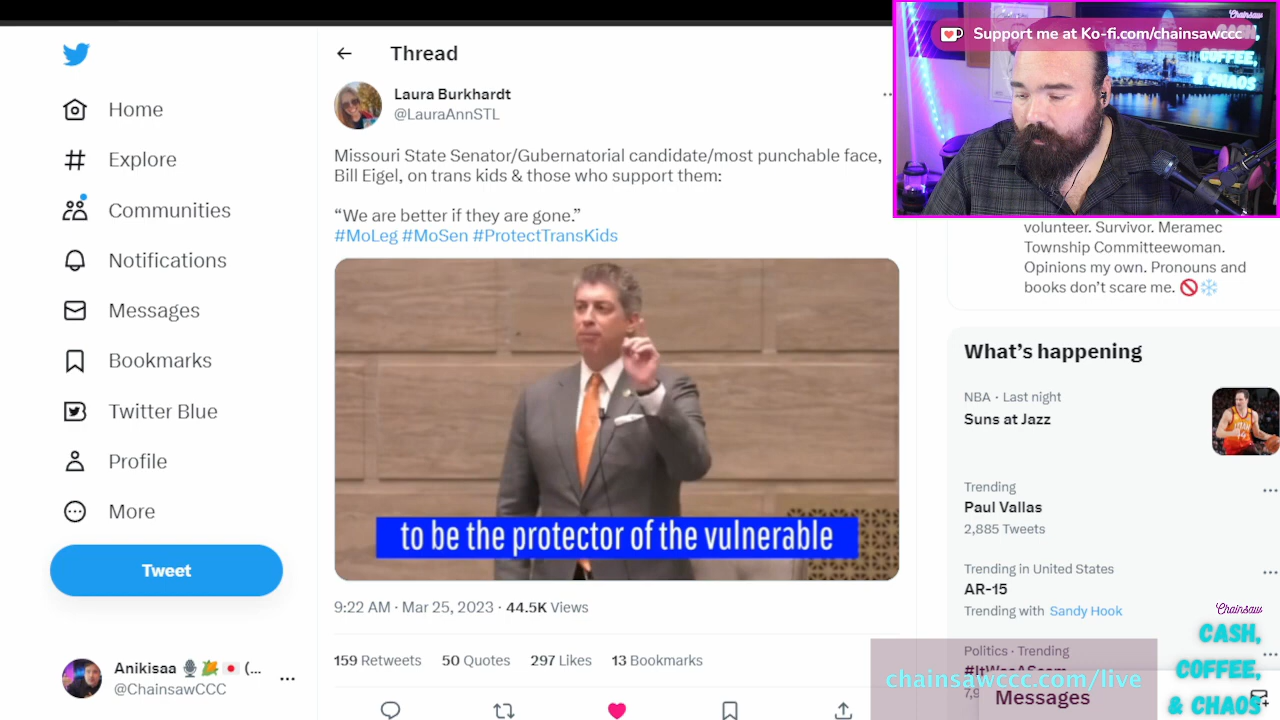 Home
Explore
Communities
Notifications
Messages
Bookmarks
Twitter Blue
Profile
More
Tweet
Anikisaa (...
@ChainsawCCC
Thread
Laura Burkhardt
@LauraAnnSTL
Missouri State Senator/Gubernatorial candidate/most punchable face,
Bill Eigel, on trans kids & those who support them:
“We are better if they are gone.”
#MoLeg #MoSen #ProtectTransKids
to be the protector of the vulnerable
9:22 AM · Mar 25, 2023 · 44.5K Views
159 Retweets 50 Quotes 297 Likes 13 Bookmarks
Chainsaw
Support me at Ko-fi.com/chainsawccc
CASH,
COFFEE,
& CHAOS
volunteer. Survivor. Meramec
Township Committeewoman.
Opinions my own. Pronouns and
books don’t scare me.
What’s happening
NBA · Last night
Suns at Jazz
Trending
Paul Vallas
2,885 Tweets
Trending in United States
AR-15
Trending with Sandy Hook
Politics · Trending
#ItWasAScam
chainsawccc.com/live
Messages
Chainsaw
CASH,
COFFEE,
& CHAOS